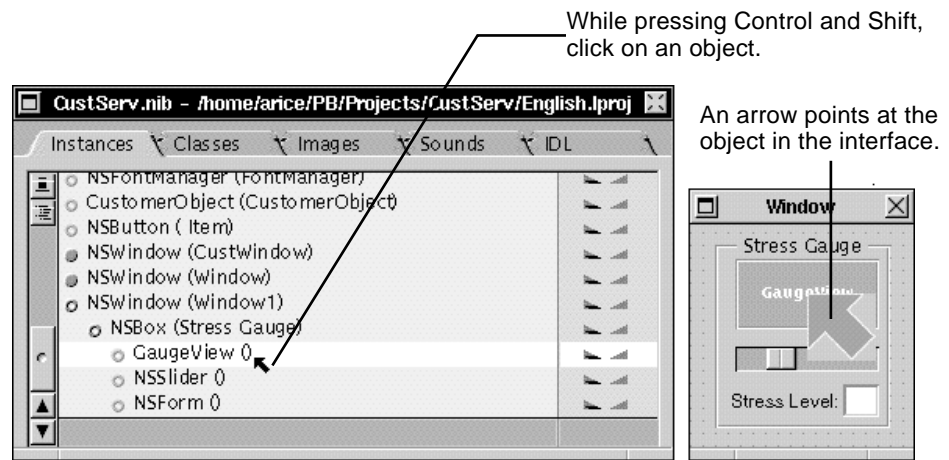 While pressing Control and Shift,
click on an object.
CustServ.nib – /home/arice/PB/Projects/CustServ/English.lproj
An arrow points at the
object in the interface.
Instances Classes Images Sounds IDL
NSFontManager (FontManager)
CustomerObject (CustomerObject)
NSButton ( Item)
NSWindow (CustWindow)
NSWindow (Window)
NSWindow (Window1)
NSBox (Stress Gauge)
GaugeView ()
NSSlider ()
NSForm ()
Window
Stress Gauge
GaugeView
Stress Level: